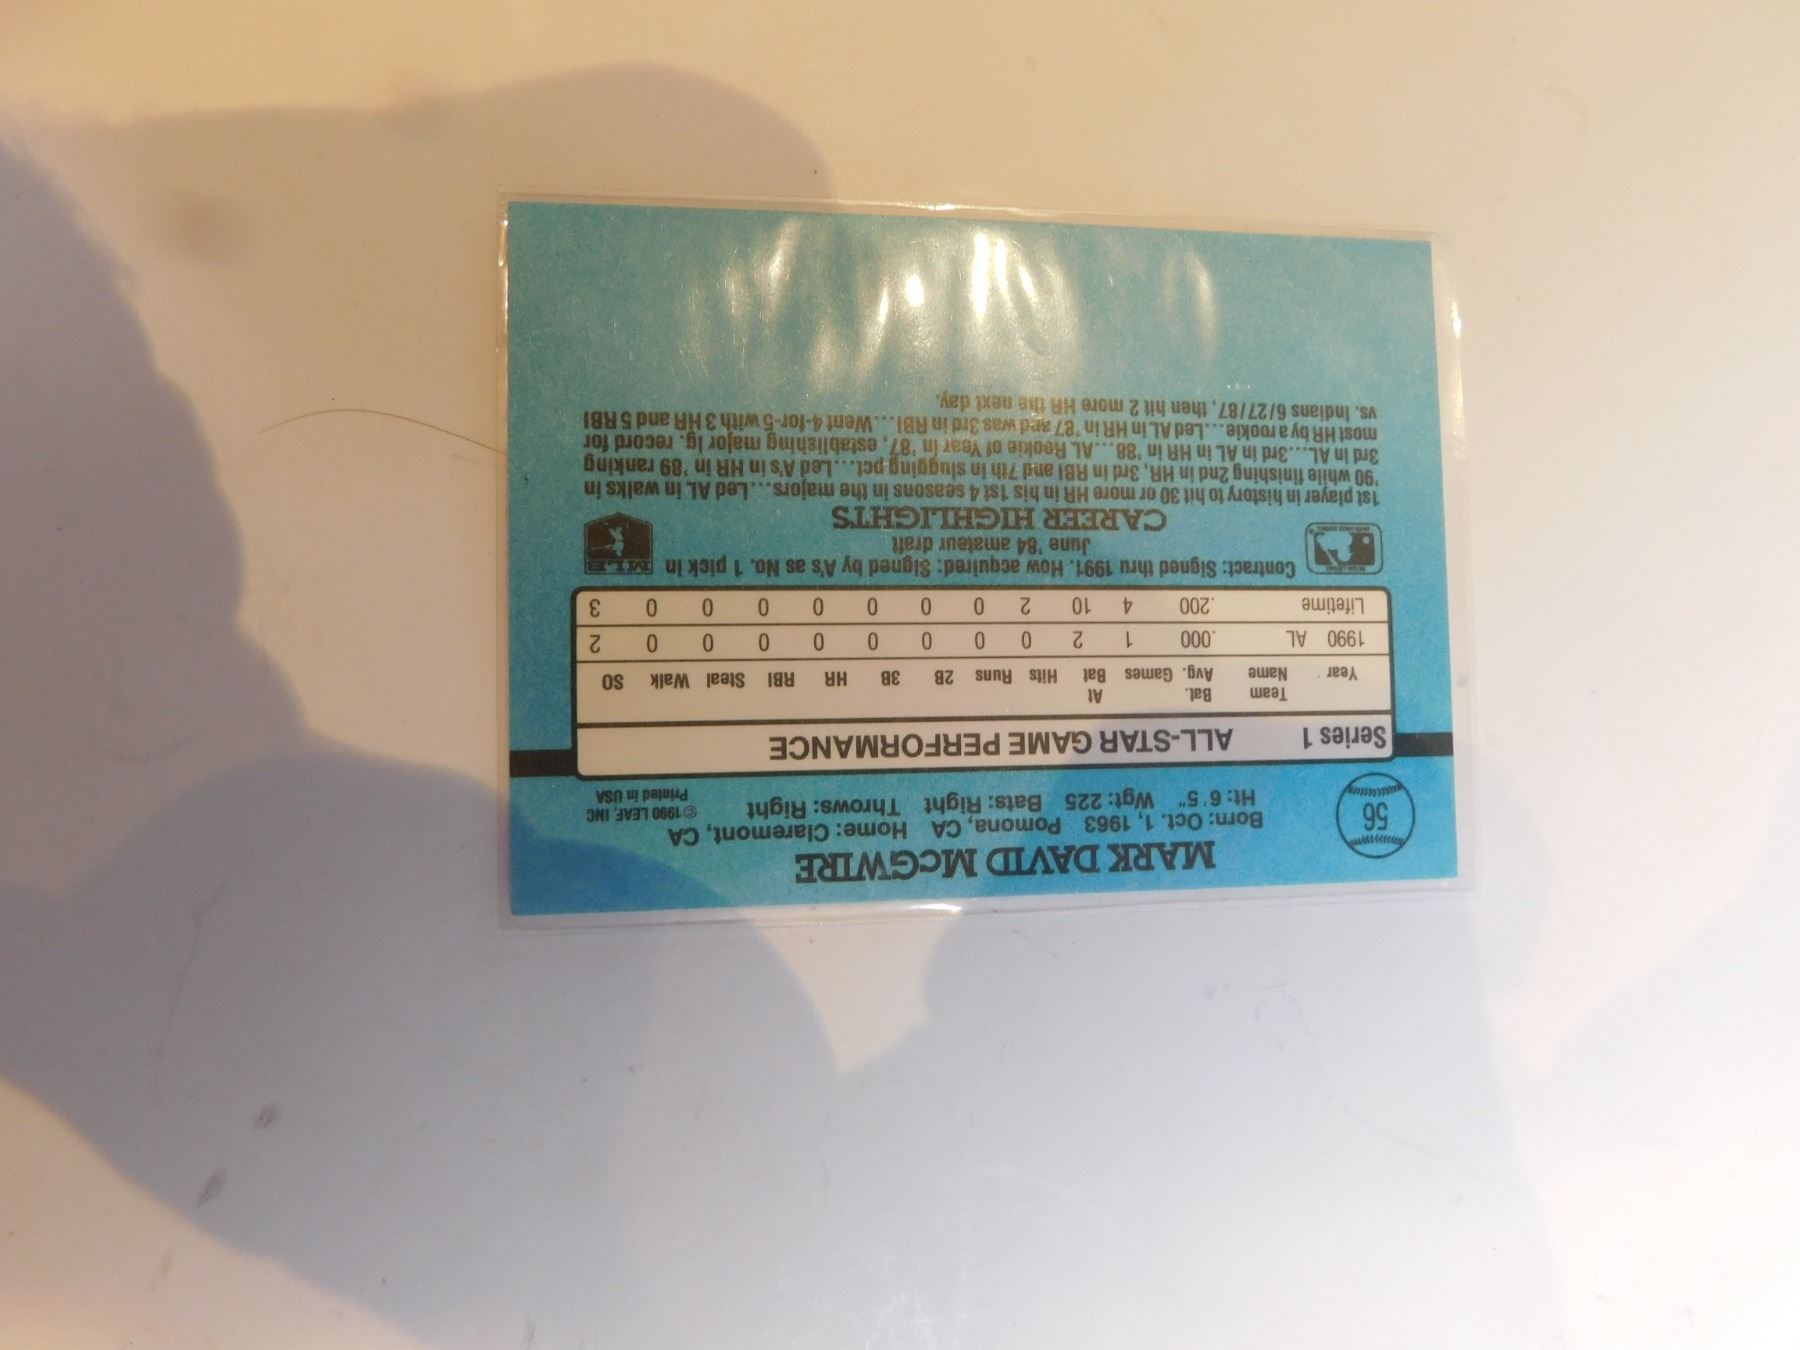 MARK DAVID McGWIRE
56
Born: Oct. 1, 1963 Pomona, CA Home: Claremont, CA
Ht: 6'5" Wgt: 225 Bats: Right Throws: Right
© 1990 LEAF, INC
Printed in USA
Series 1 ALL-STAR GAME PERFORMANCE
Year Team Name Bat. Avg. Games At Bat Hits Runs 2B 3B HR RBI Steal Walk SO
1990 AL .000 1 2 0 0 0 0 0 0 0 0 2
Lifetime .200 4 10 2 0 0 0 0 0 0 0 3
Contract: Signed thru 1991. How acquired: Signed by A's as No. 1 pick in
June '84 amateur draft
MLB
CAREER HIGHLIGHTS
1st player in history to hit 30 or more HR in his 1st 4 seasons in the majors...Led AL in walks in
'90 while finishing 2nd in HR, 3rd in RBI and 7th in slugging pct...Led A's in HR in '89 ranking
3rd in AL...3rd in AL in HR in '88...AL Rookie of Year in '87, establishing major lg. record for
most HR by a rookie...Led AL in HR in '87 and was 3rd in RBI...Went 4-for-5 with 3 HR and 5 RBI
vs. Indians 6/27/87, then hit 2 more HR the next day.